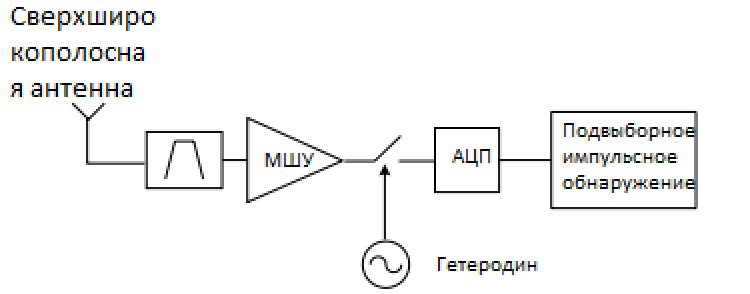 Сверхширо
кополосна
я антенна
МШУ
АЦП
Подвыборное
импульсное
обнаружение
Гетеродин